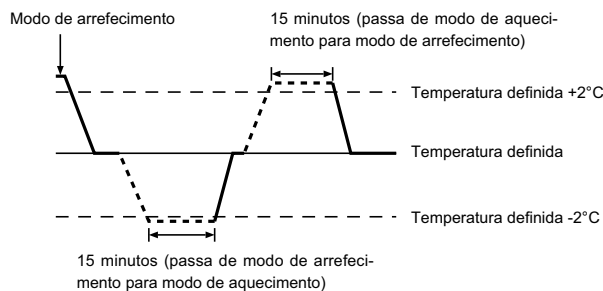 Modo de arrefecimento
15 minutos (passa de modo de aqueci-
mento para modo de arrefecimento)
Temperatura definida +2°C
Temperatura definida
Temperatura definida -2°C
15 minutos (passa de modo de arrefeci-
mento para modo de aquecimento)